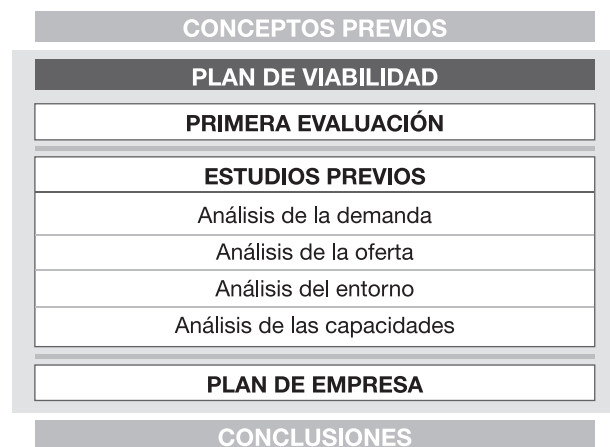 CONCEPTOS PREVIOS
PLAN DE VIABILIDAD
PRIMERA EVALUACIÓN
ESTUDIOS PREVIOS
Análisis de la demanda
Análisis de la oferta
Análisis del entorno
Análisis de las capacidades
PLAN DE EMPRESA
CONCLUSIONES